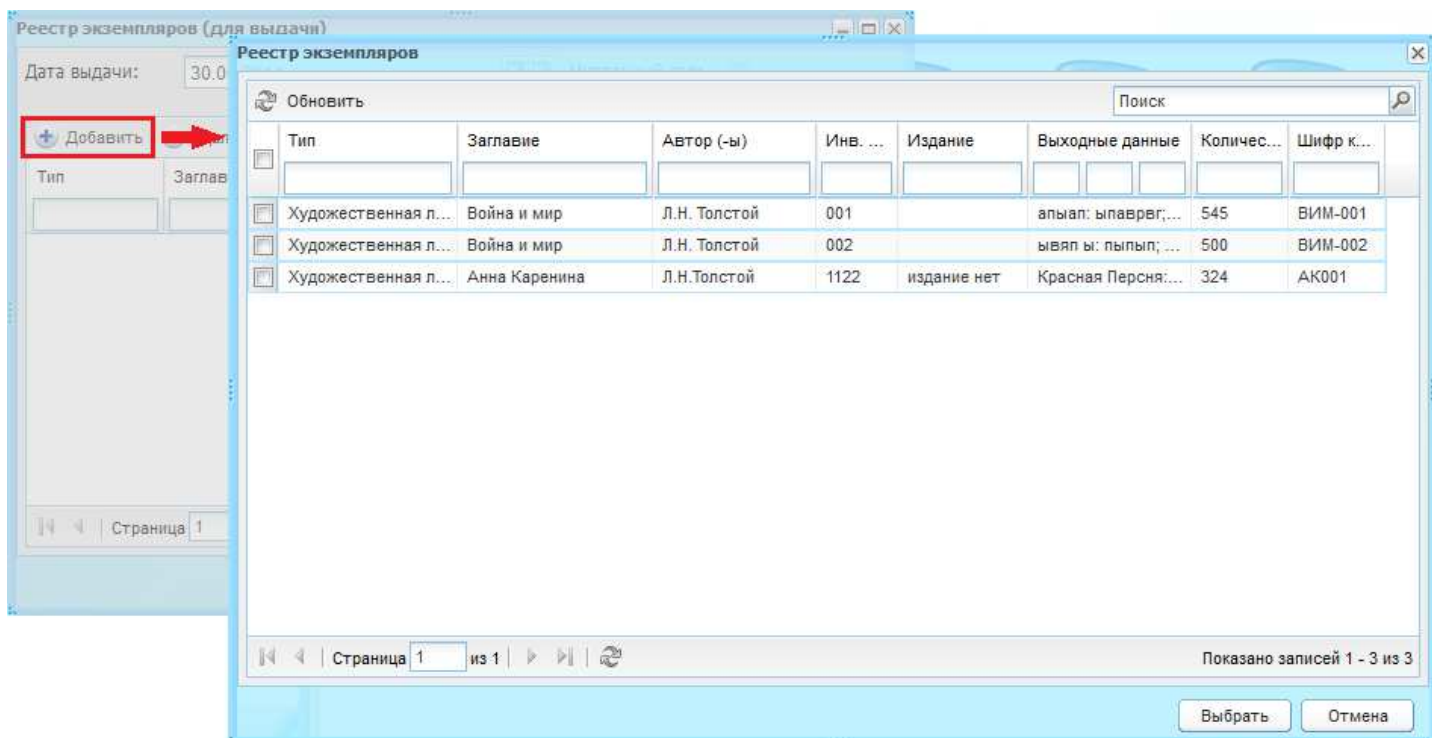 Реестр экземпляров (для выдачи)
Дата выдачи: 30.0
Добавить
Тип Заглав
Страница 1
Реестр экземпляров
Обновить Поиск
Тип Заглавие Автор (-ы) Инв. ... Издание Выходные данные Количес... Шифр к...
Художественная л... Война и мир Л.Н. Толстой 001 апыап: ыпаврвг;... 545 ВИМ-001
Художественная л... Война и мир Л.Н. Толстой 002 ывяп ы: пыпып; ... 500 ВИМ-002
Художественная л... Анна Каренина Л.Н.Толстой 1122 издание нет Красная Персня:... 324 АК001
Страница 1 из 1 Показано записей 1 - 3 из 3
Выбрать Отмена